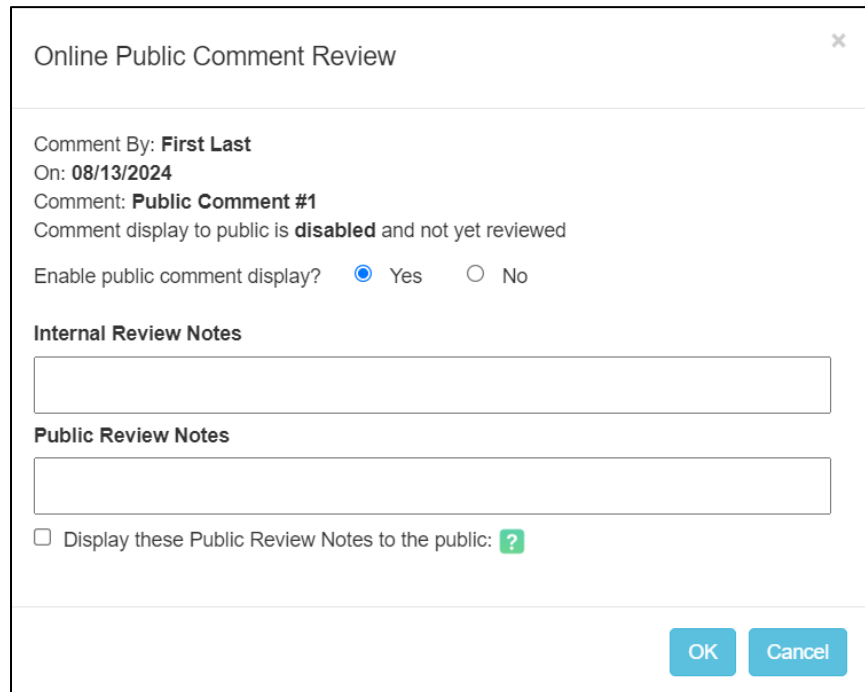 Online Public Comment Review
×
Comment By: First Last
On: 08/13/2024
Comment: Public Comment #1
Comment display to public is disabled and not yet reviewed
Enable public comment display? Yes No
Internal Review Notes
Public Review Notes
Display these Public Review Notes to the public: ?
OK Cancel